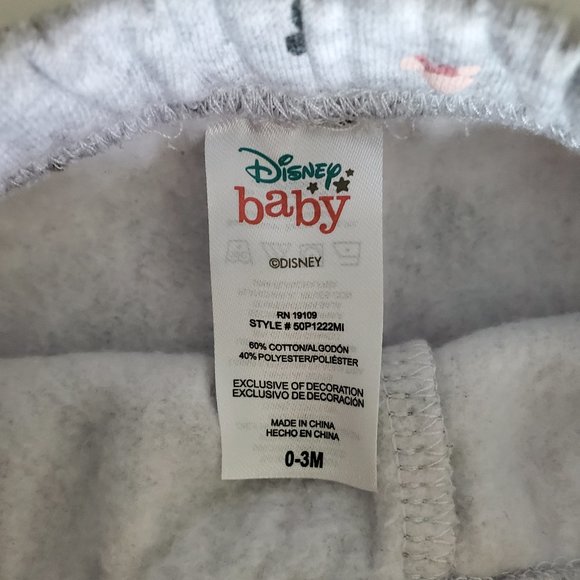 Disney
baby
©DISNEY
RN 19109
STYLE # 50P1222MI
60% COTTON/ALGODÓN
40% POLYESTER/POLIÉSTER
EXCLUSIVE OF DECORATION
EXCLUSIVO DE DECORACIÓN
MADE IN CHINA
HECHO EN CHINA
0-3M